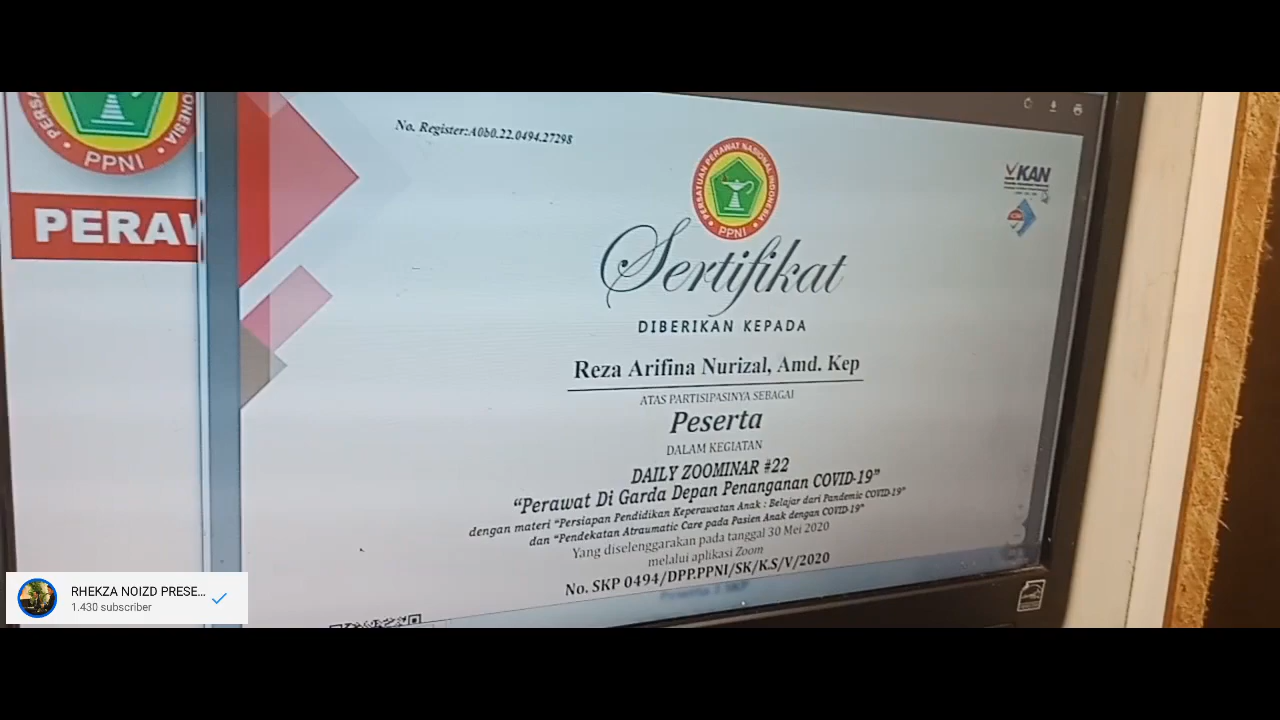 PPNI
PERAW
No. Register:A0b0.22.0494.27298
PERSATUAN PERAWAT NASIONAL INDONESIA
PPNI
KAN
Sertifikat
DIBERIKAN KEPADA
Reza Arifina Nurizal, Amd. Kep
ATAS PARTISIPASINYA SEBAGAI
Peserta
DALAM KEGIATAN
DAILY ZOOMINAR #22
“Perawat Di Garda Depan Penanganan COVID-19”
dengan materi “Persiapan Pendidikan Keperawatan Anak : Belajar dari Pandemic COVID-19”
dan “Pendekatan Atraumatic Care pada Pasien Anak dengan COVID-19”
Yang diselenggarakan pada tanggal 30 Mei 2020
melalui aplikasi Zoom
No. SKP 0494/DPP.PPNI/SK/K.S/V/2020
RHEKZA NOIZD PRESE...
1.430 subscriber